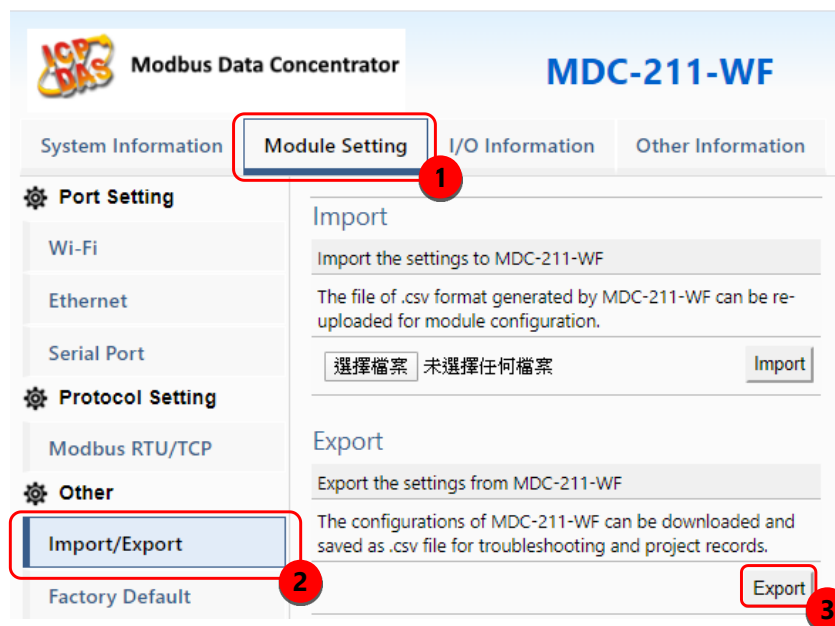 ICP DAS
Modbus Data Concentrator
MDC-211-WF
System Information
Module Setting
I/O Information
Other Information
1
Port Setting
Wi-Fi
Ethernet
Serial Port
Protocol Setting
Modbus RTU/TCP
Other
Import/Export
2
Factory Default
Import
Import the settings to MDC-211-WF
The file of .csv format generated by MDC-211-WF can be re-
uploaded for module configuration.
選擇檔案 未選擇任何檔案
Import
Export
Export the settings from MDC-211-WF
The configurations of MDC-211-WF can be downloaded and
saved as .csv file for troubleshooting and project records.
Export
3